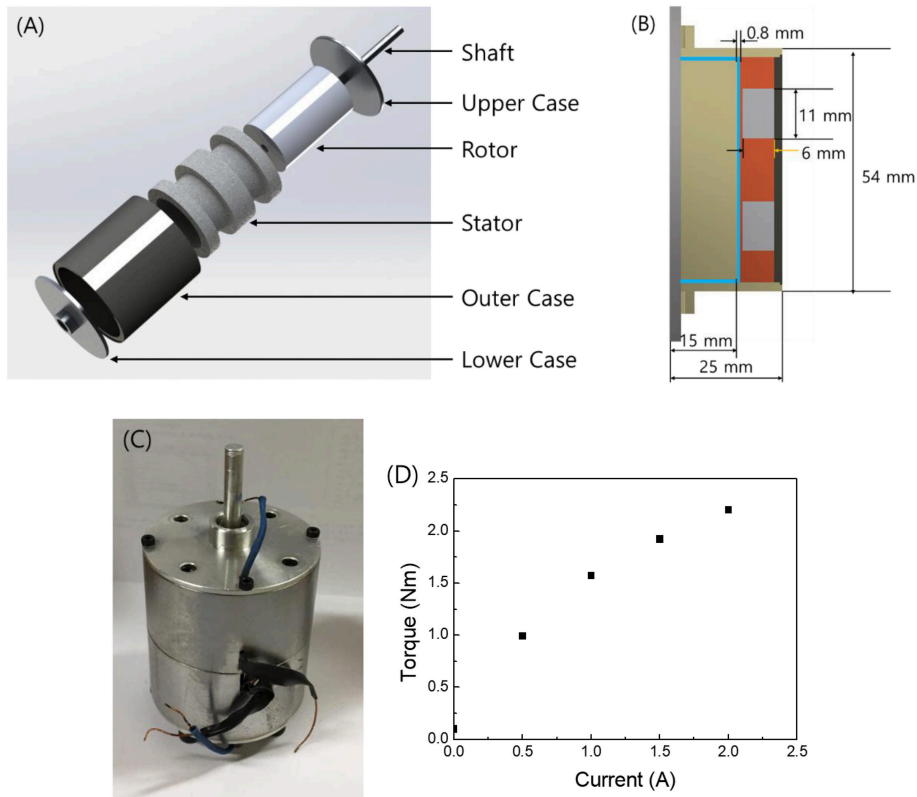 (A)
Shaft
Upper Case
Rotor
Stator
Outer Case
Lower Case
(B)
0.8 mm
11 mm
6 mm
54 mm
15 mm
25 mm
(C)
(D)
2.5
2.0
1.5
1.0
0.5
0.0
0.0 0.5 1.0 1.5 2.0 2.5
Torque (Nm)
Current (A)